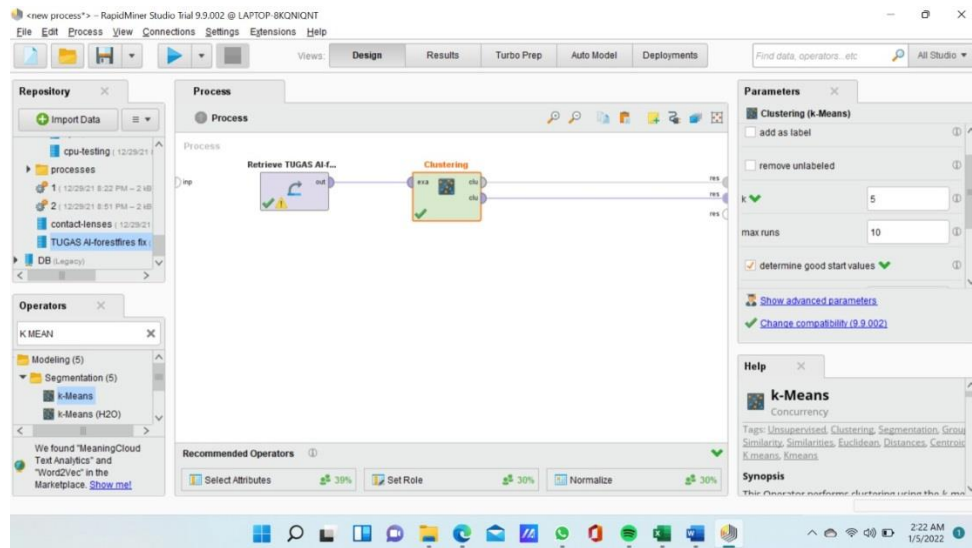 <new process*> – RapidMiner Studio Trial 9.9.002 @ LAPTOP-8KQNIQNT
File Edit Process View Connections Settings Extensions Help
Views: Design Results Turbo Prep Auto Model Deployments
Find data, operators...etc
All Studio
Repository
Import Data
cpu-testing ( 12/29/21
processes
1 ( 12/29/21 8:22 PM – 2 kB
2 ( 12/29/21 8:51 PM – 2 kB
contact-lenses ( 12/29/21
TUGAS AI-forestfires fix (
DB (Legacy)
Operators
K MEAN
Modeling (5)
Segmentation (5)
k-Means
k-Means (H2O)
We found "MeaningCloud
Text Analytics" and
"Word2Vec" in the
Marketplace. Show me!
Process
Process
Process
Retrieve TUGAS AI-f...
Clustering
inp
out
exa
clu
clu
res
res
res
Recommended Operators
Select Attributes 39%
Set Role 30%
Normalize 30%
Parameters
Clustering (k-Means)
add as label
remove unlabeled
k 5
max runs 10
determine good start values
Show advanced parameters
Change compatibility (9.9.002)
Help
k-Means
Concurrency
Tags: Unsupervised, Clustering, Segmentation, Group
Similarity, Similarities, Euclidean, Distances, Centroid
K.means, Kmeans
Synopsis
This Operator performs clustering using the
2:22 AM
1/5/2022